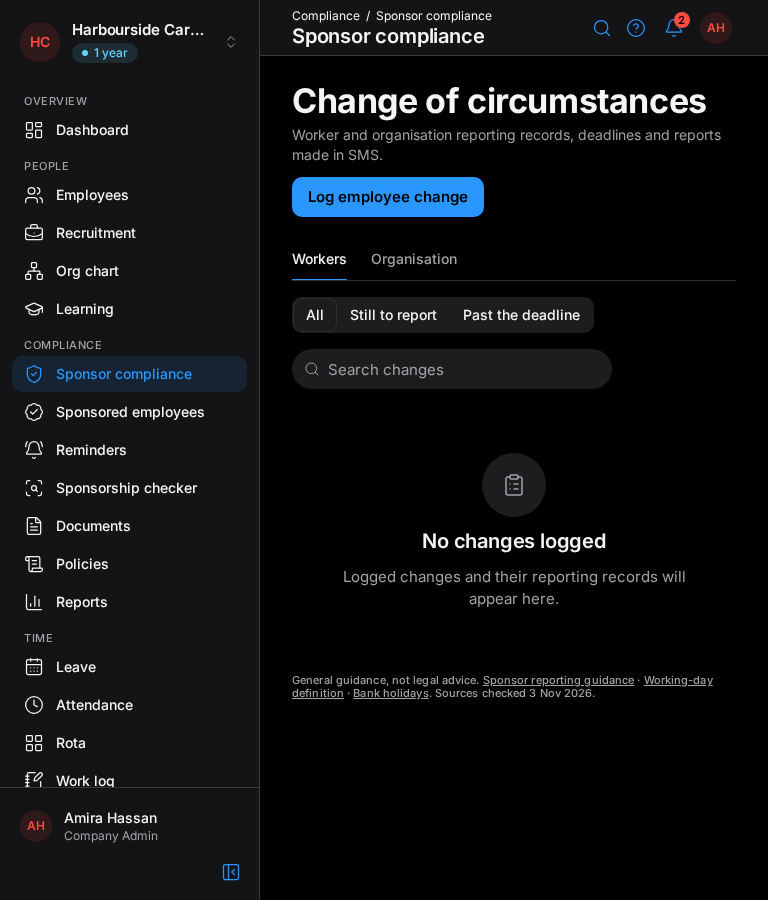 HC
Harbourside Car...
1 year
OVERVIEW
Dashboard
PEOPLE
Employees
Recruitment
Org chart
Learning
COMPLIANCE
Sponsor compliance
Sponsored employees
Reminders
Sponsorship checker
Documents
Policies
Reports
TIME
Leave
Attendance
Rota
Work log
AH
Amira Hassan
Company Admin
Compliance / Sponsor compliance
Sponsor compliance
2
AH
Change of circumstances
Worker and organisation reporting records, deadlines and reports
made in SMS.
Log employee change
Workers Organisation
All Still to report Past the deadline
Search changes
No changes logged
Logged changes and their reporting records will
appear here.
General guidance, not legal advice. Sponsor reporting guidance · Working-day
definition · Bank holidays. Sources checked 3 Nov 2026.